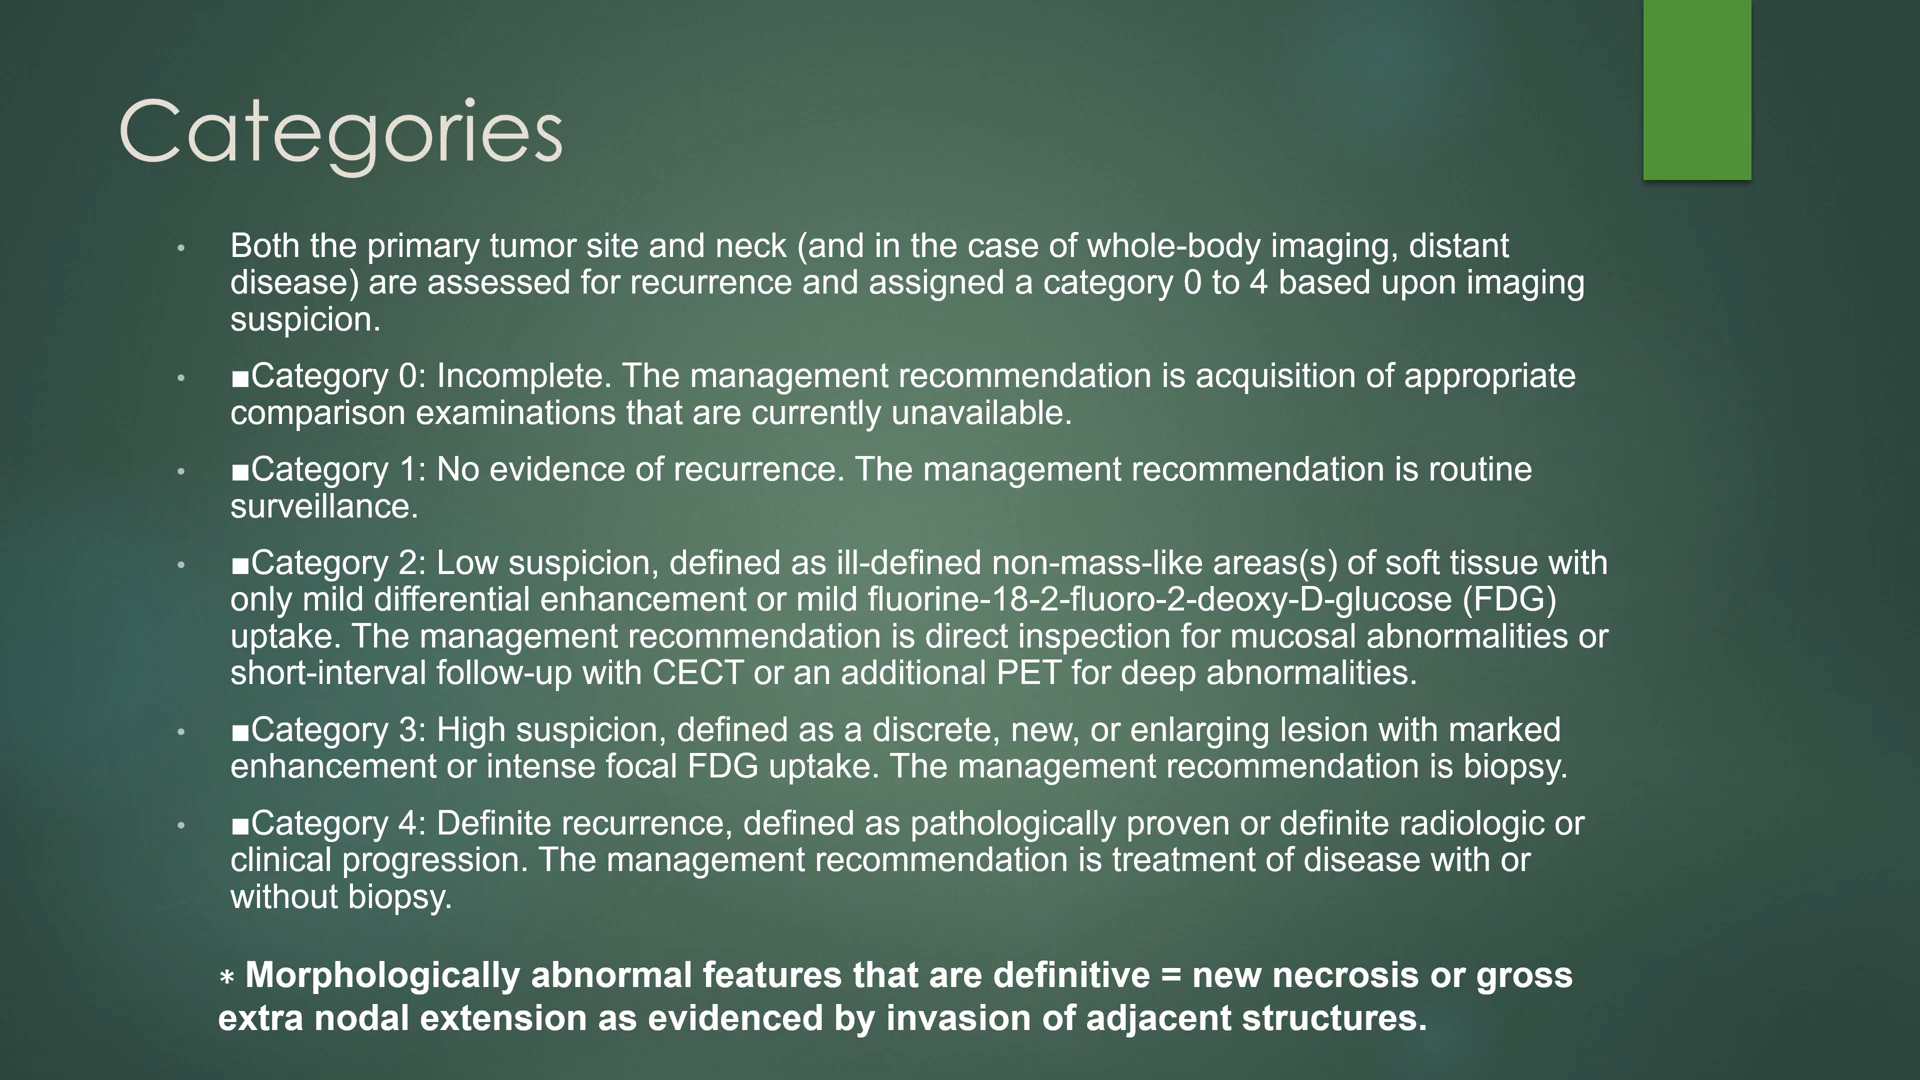 Categories
• Both the primary tumor site and neck (and in the case of whole-body imaging, distant
disease) are assessed for recurrence and assigned a category 0 to 4 based upon imaging
suspicion.
• ■Category 0: Incomplete. The management recommendation is acquisition of appropriate
comparison examinations that are currently unavailable.
• ■Category 1: No evidence of recurrence. The management recommendation is routine
surveillance.
• ■Category 2: Low suspicion, defined as ill-defined non-mass-like areas(s) of soft tissue with
only mild differential enhancement or mild fluorine-18-2-fluoro-2-deoxy-D-glucose (FDG)
uptake. The management recommendation is direct inspection for mucosal abnormalities or
short-interval follow-up with CECT or an additional PET for deep abnormalities.
• ■Category 3: High suspicion, defined as a discrete, new, or enlarging lesion with marked
enhancement or intense focal FDG uptake. The management recommendation is biopsy.
• ■Category 4: Definite recurrence, defined as pathologically proven or definite radiologic or
clinical progression. The management recommendation is treatment of disease with or
without biopsy.
* Morphologically abnormal features that are definitive = new necrosis or gross
extra nodal extension as evidenced by invasion of adjacent structures.